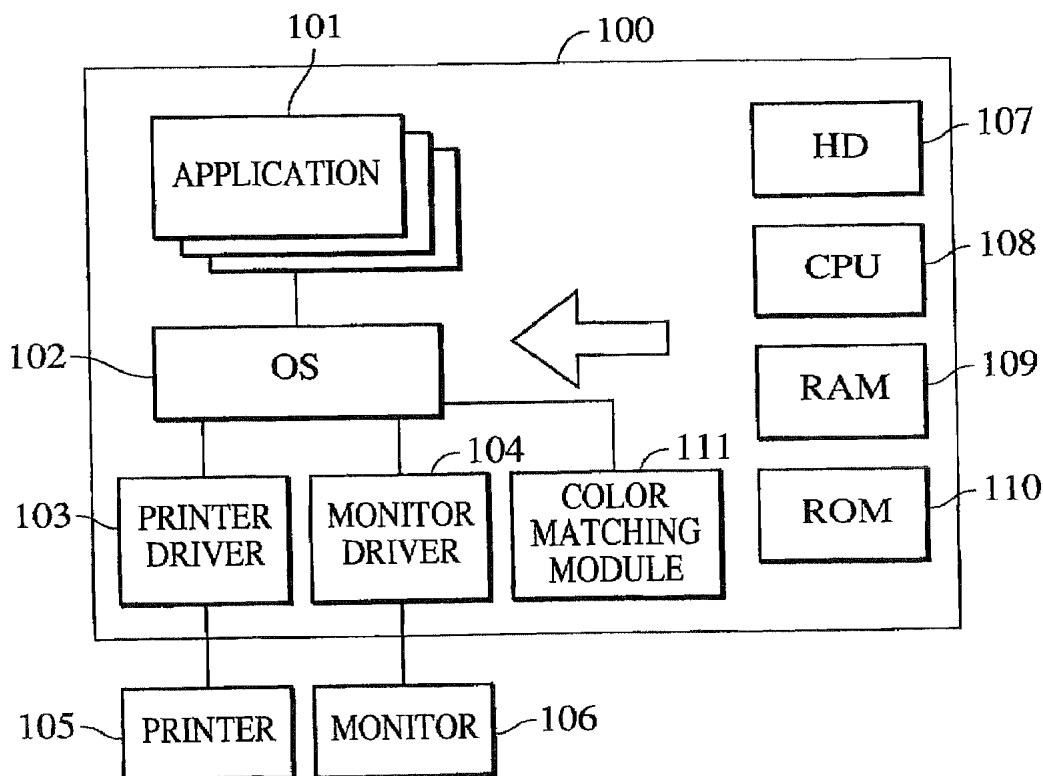 101
100
APPLICATION
HD
107
CPU
108
102
OS
RAM
109
103
PRINTER
DRIVER
104
MONITOR
DRIVER
111
COLOR
MATCHING
MODULE
ROM
110
105
PRINTER
MONITOR
106